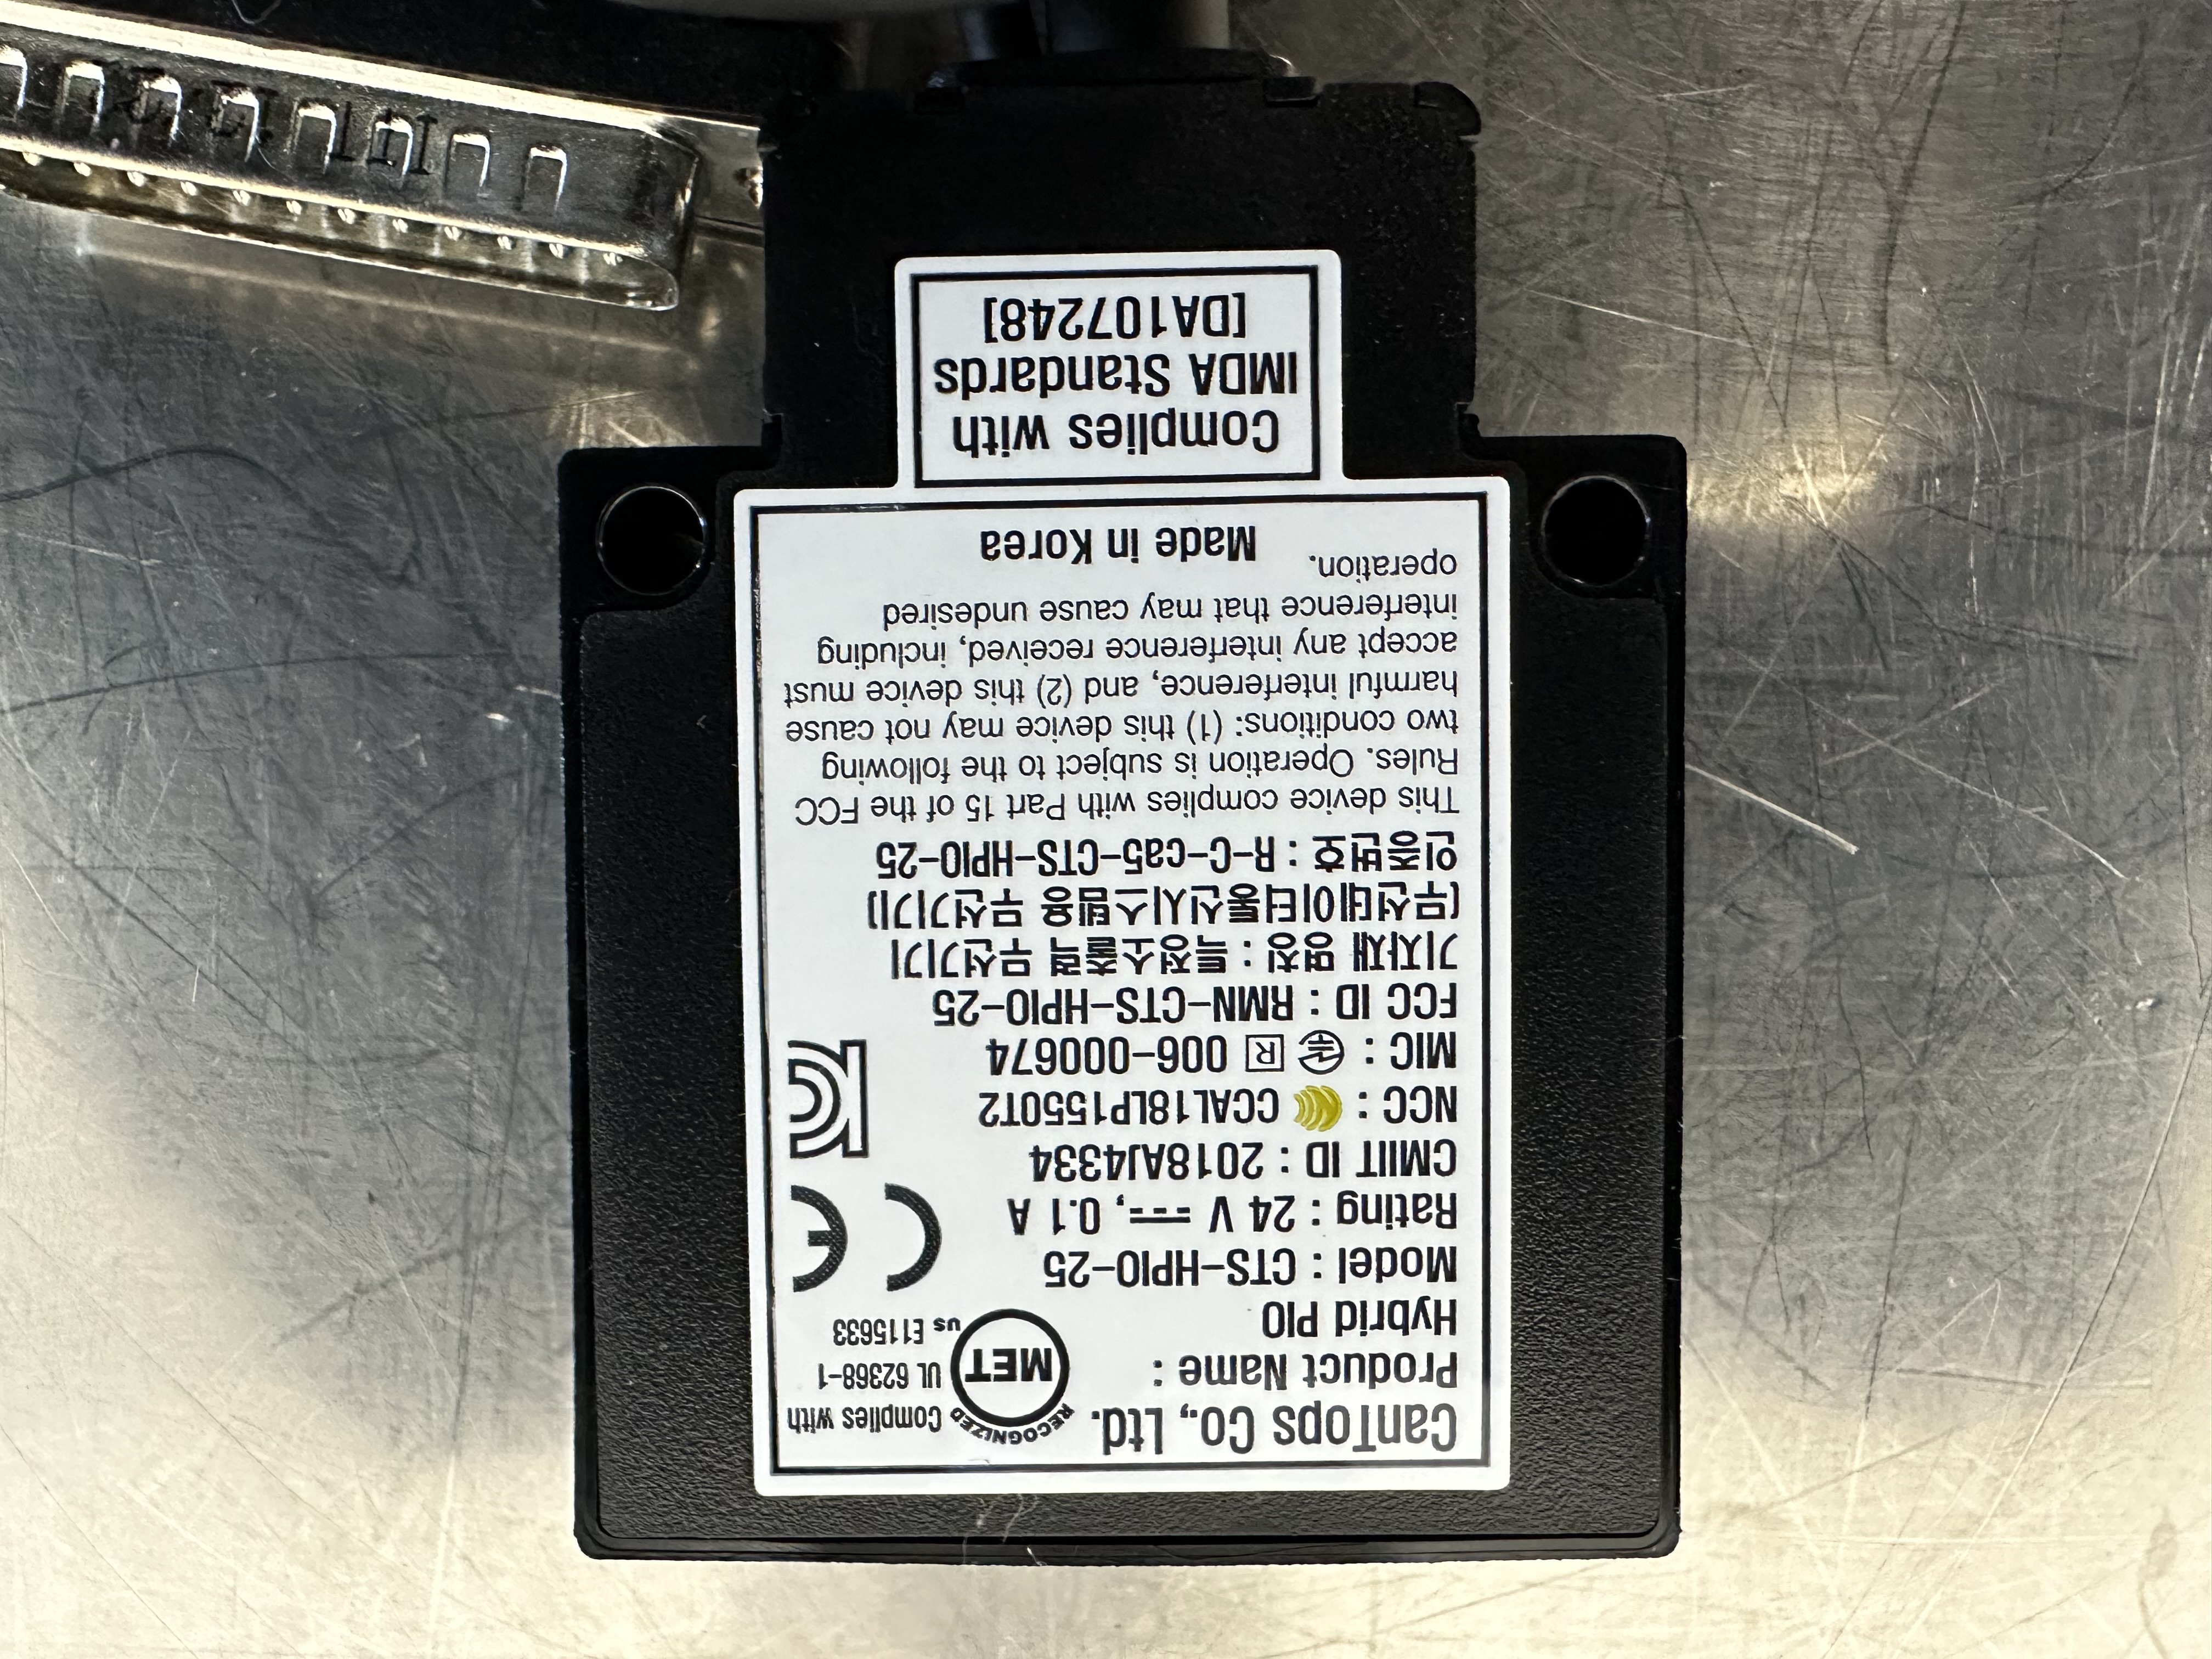 CanTops Co., Ltd.
RECOGNIZED
MET
us
Complies with
UL 62368-1
E115633
Product Name :
Hybrid PIO
Model : CTS-HPIO-25
Rating : 24 V ⎓, 0.1 A
CE
CMIIT ID : 2018AJ4334
NCC : CCAL18LP1550T2
MIC : R 006-000674
FCC ID : RMN-CTS-HPIO-25
기자재 명칭 : 특정소출력 무선기기
(무선데이터통신시스템용 무선기기)
인증번호 : R-C-ca5-CTS-HPIO-25
This device complies with Part 15 of the FCC
Rules. Operation is subject to the following
two conditions: (1) this device may not cause
harmful interference, and (2) this device must
accept any interference received, including
interference that may cause undesired
operation.
Made in Korea
Complies with
IMDA Standards
[DA107248]